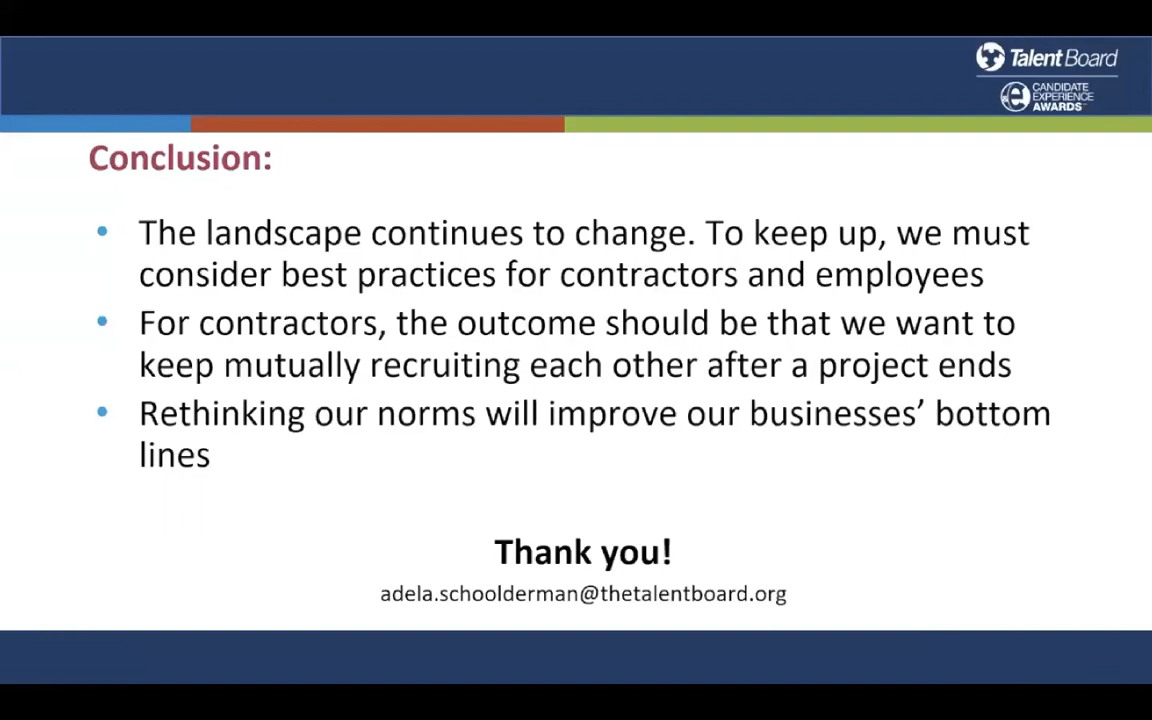 TalentBoard
CANDIDATE
EXPERIENCE
AWARDS
Conclusion:
• The landscape continues to change. To keep up, we must
consider best practices for contractors and employees
• For contractors, the outcome should be that we want to
keep mutually recruiting each other after a project ends
• Rethinking our norms will improve our businesses’ bottom
lines
Thank you!
adela.schoolderman@thetalentboard.org